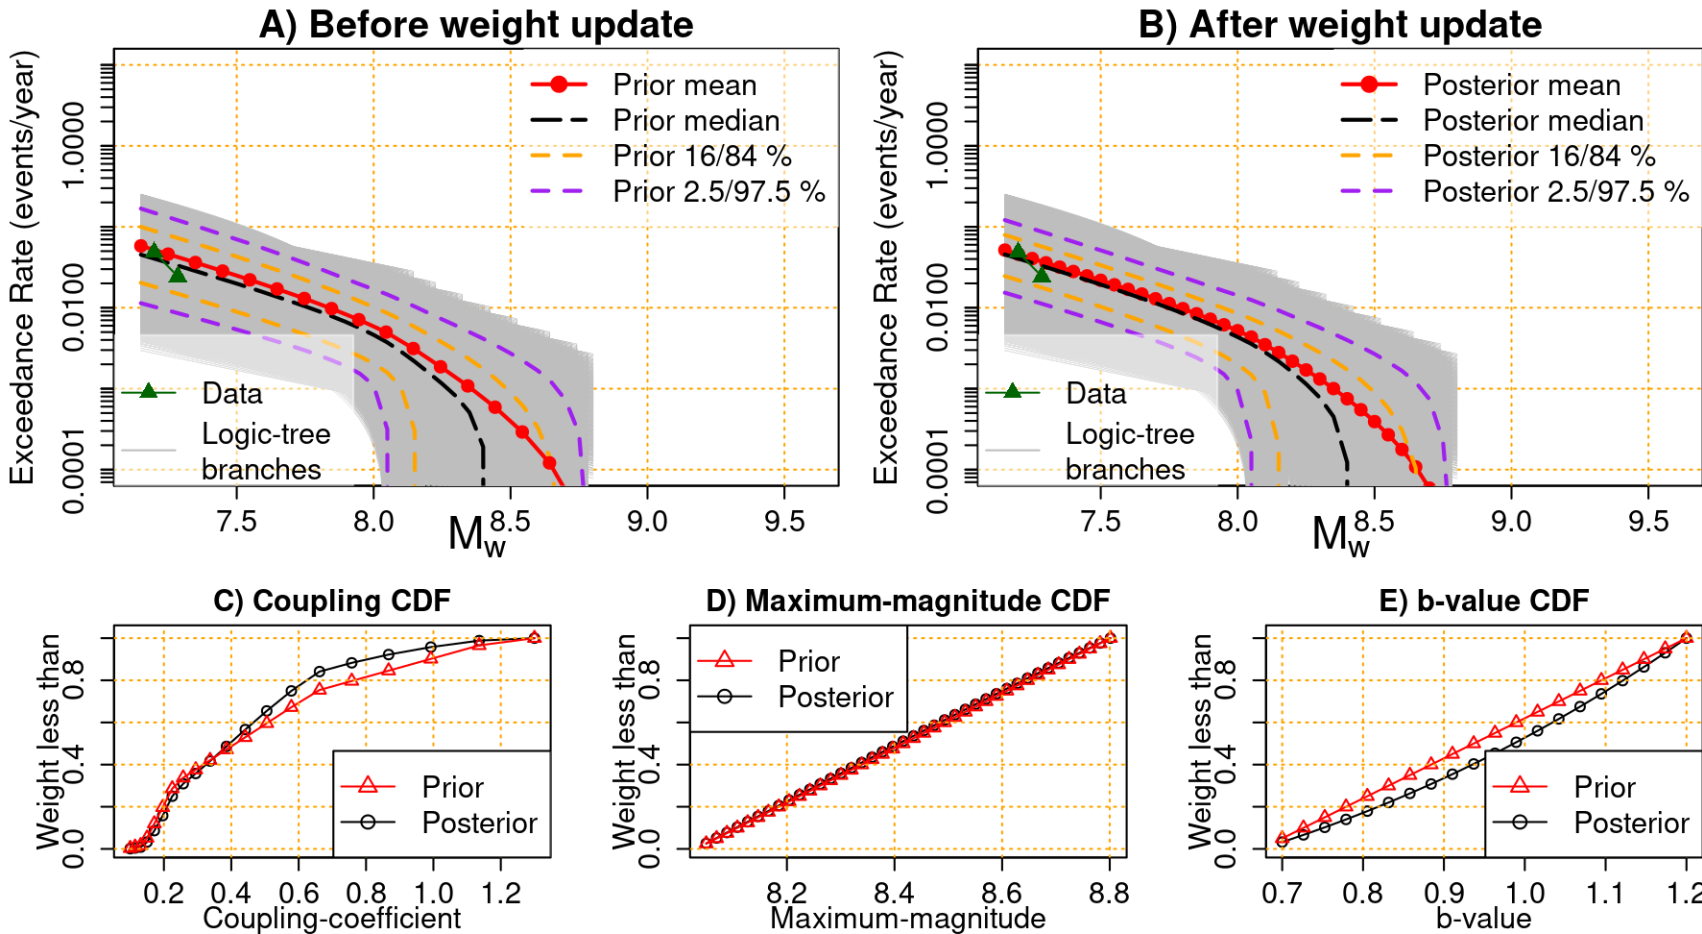 A) Before weight update
Exceedance Rate (events/year)
1.0000
0.0100
0.0001
Prior mean
Prior median
Prior 16/84 %
Prior 2.5/97.5 %
Data
Logic-tree
branches
7.5 8.0 8.5 9.0 9.5
Mw
B) After weight update
Exceedance Rate (events/year)
1.0000
0.0100
0.0001
Posterior mean
Posterior median
Posterior 16/84 %
Posterior 2.5/97.5 %
Data
Logic-tree
branches
7.5 8.0 8.5 9.0 9.5
Mw
C) Coupling CDF
Weight less than
0.8
0.4
0.0
Prior
Posterior
0.2 0.4 0.6 0.8 1.0 1.2
Coupling-coefficient
D) Maximum-magnitude CDF
Weight less than
0.8
0.4
0.0
Prior
Posterior
8.2 8.4 8.6 8.8
Maximum-magnitude
E) b-value CDF
Weight less than
0.8
0.4
0.0
Prior
Posterior
0.7 0.8 0.9 1.0 1.1 1.2
b-value